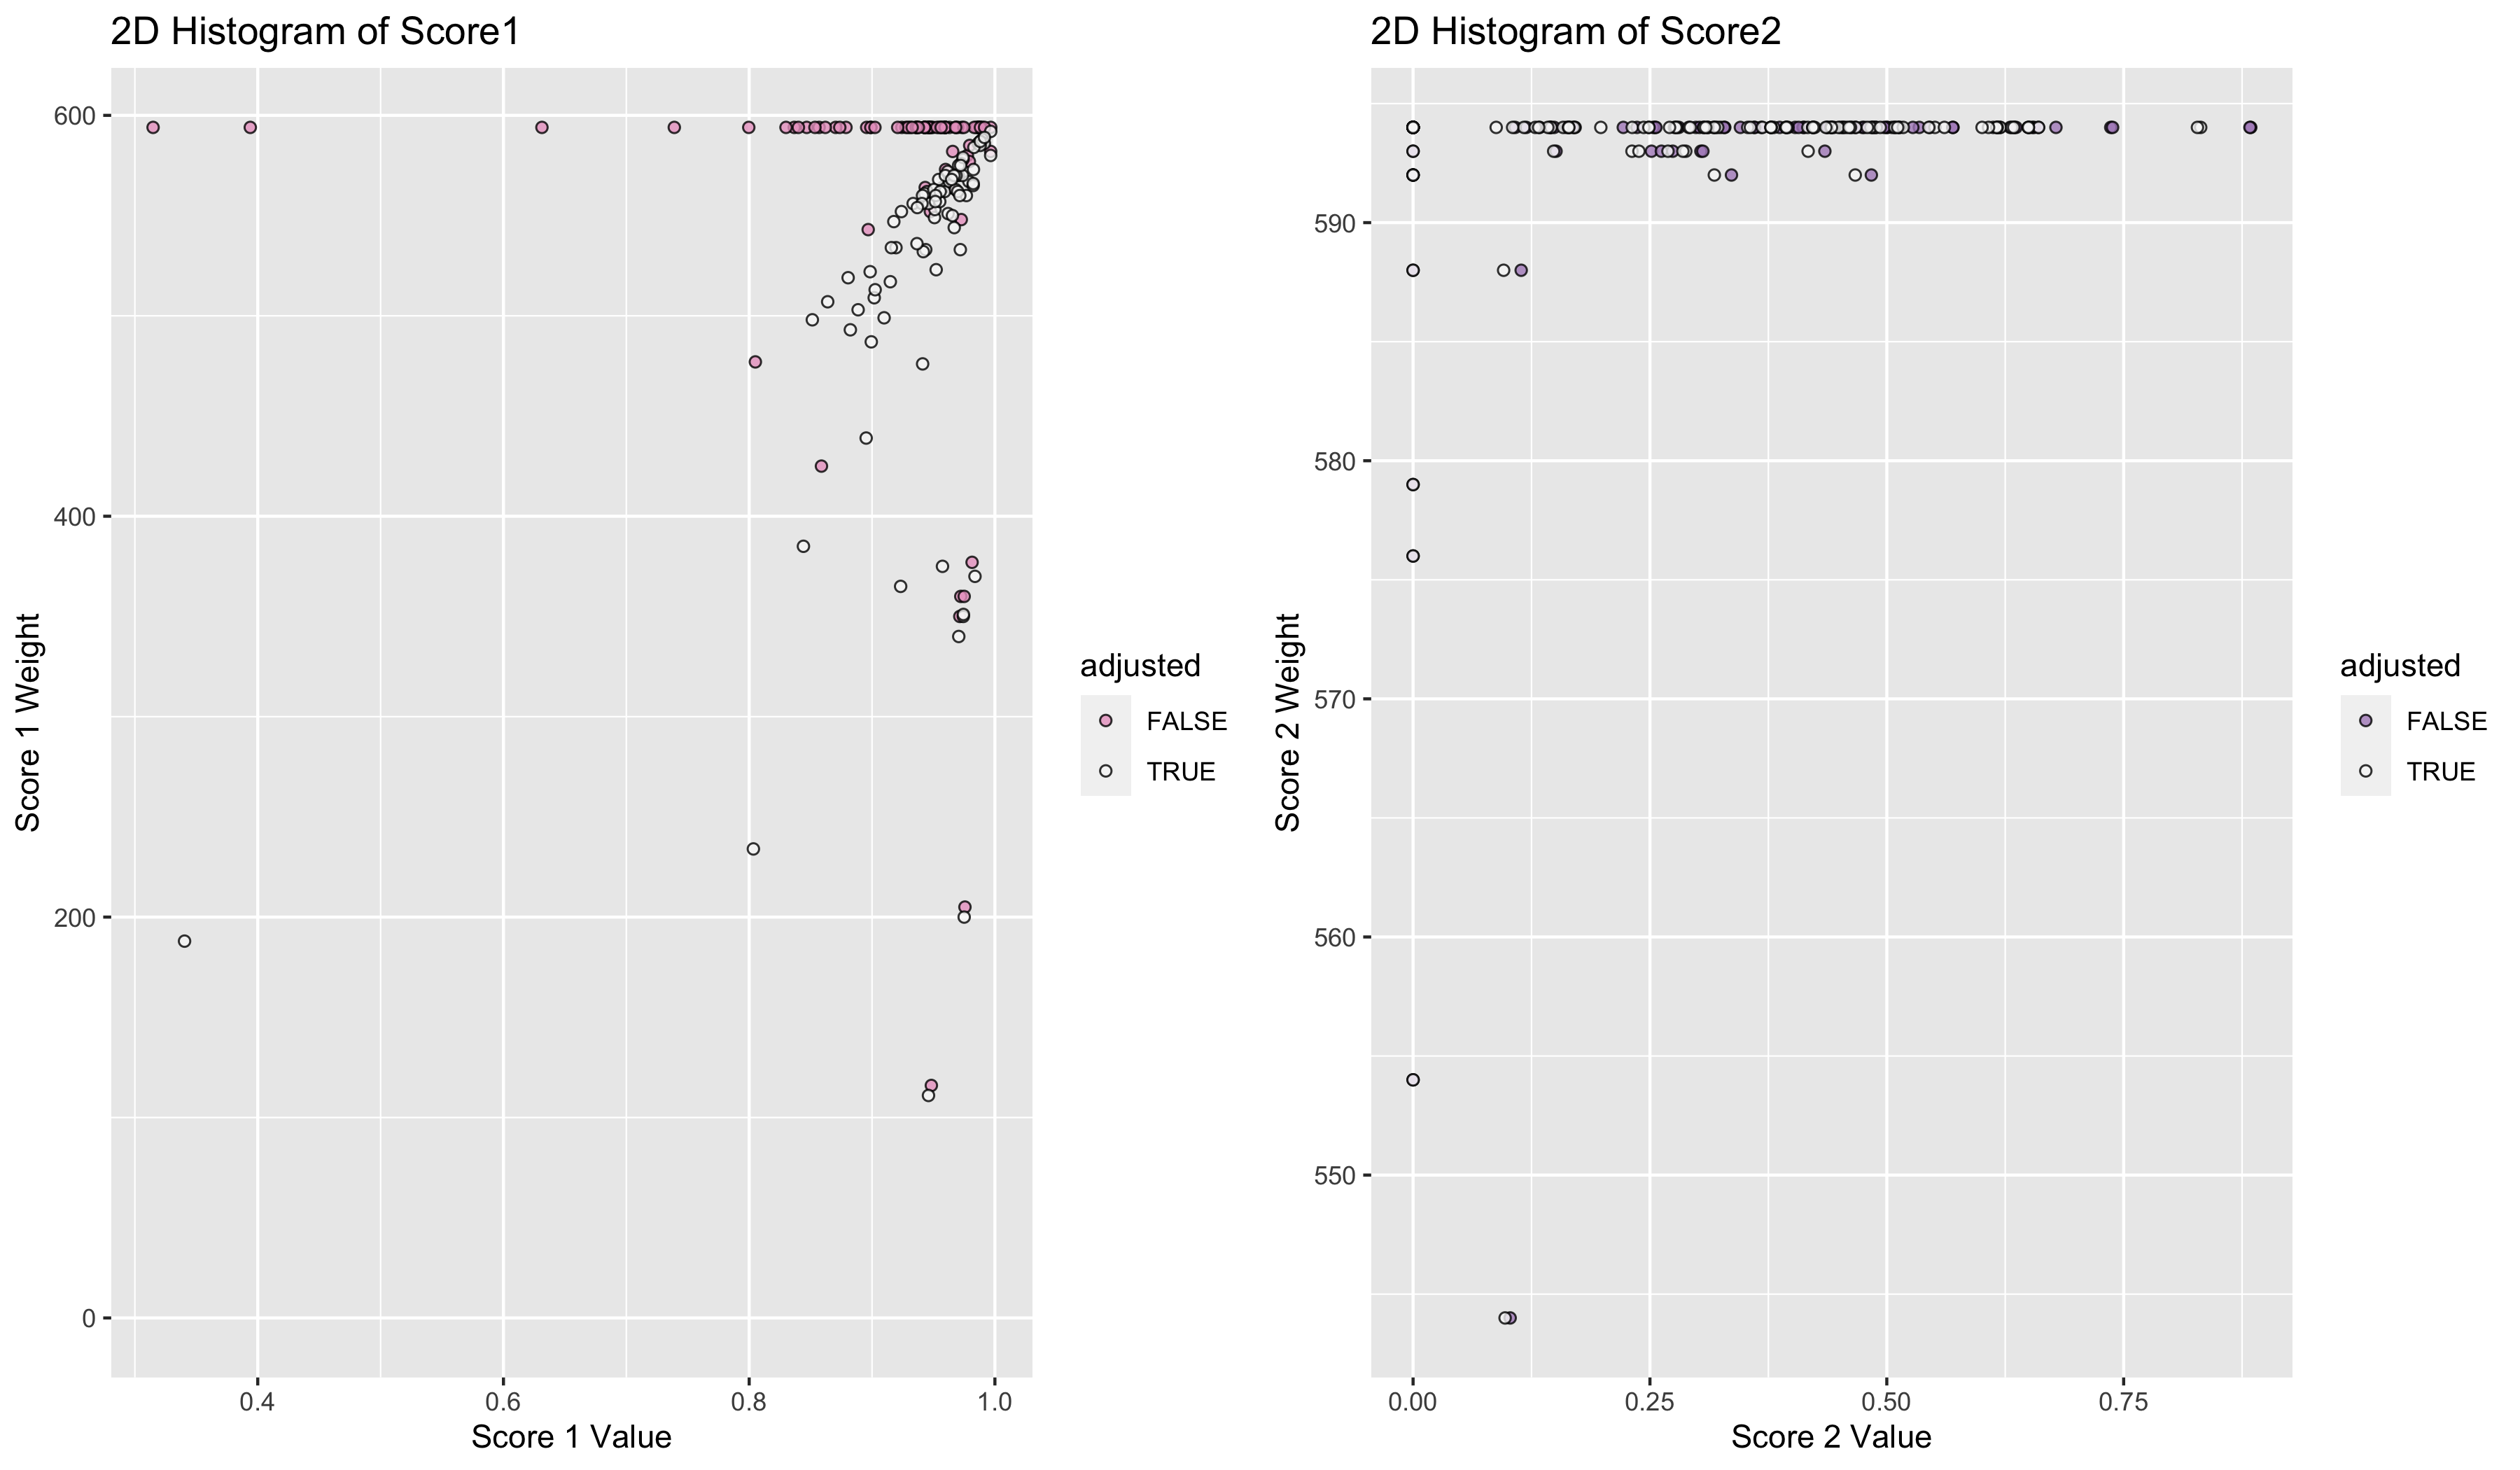 2D Histogram of Score1
600
400
200
0
Score 1 Weight
0.4 0.6 0.8 1.0
Score 1 Value
adjusted
FALSE
TRUE
2D Histogram of Score2
590
580
570
560
550
Score 2 Weight
0.00 0.25 0.50 0.75
Score 2 Value
adjusted
FALSE
TRUE